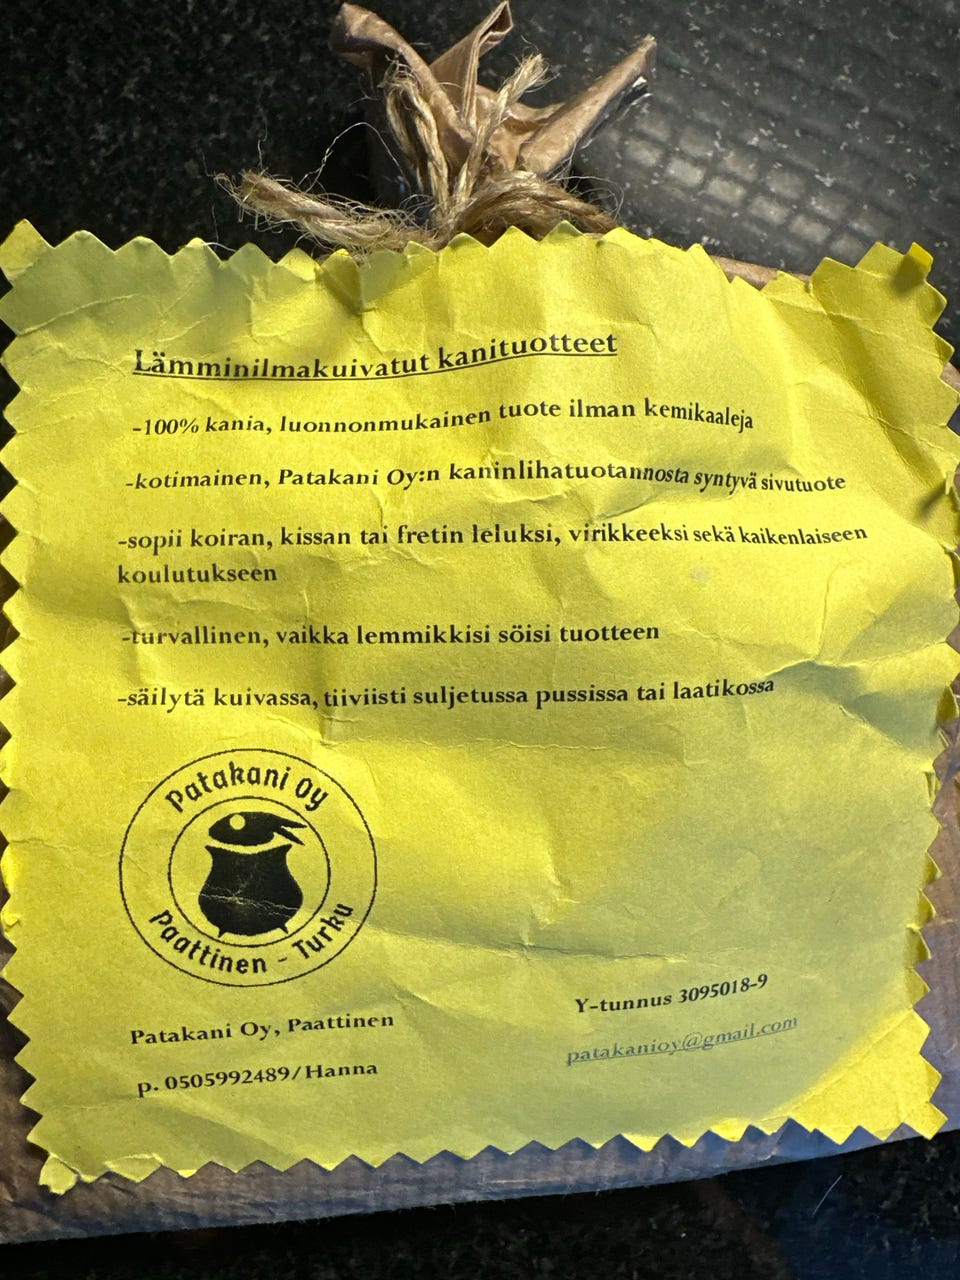 Lämminilmakuivatut kanituotteet
-100% kania, luonnonmukainen tuote ilman kemikaaleja
-kotimainen, Patakani Oy:n kaninlihatuotannosta syntyvä sivutuote
-sopii koiran, kissan tai fretin leluksi, virikkeeksi sekä kaikenlaiseen
koulutukseen
-turvallinen, vaikka lemmikkisi söisi tuotteen
-säilytä kuivassa, tiiviisti suljetussa pussissa tai laatikossa
Patakani Oy
Paattinen - Turku
Patakani Oy, Paattinen
p. 0505992489/Hanna
Y-tunnus 3095018-9
patakanioy@gmail.com